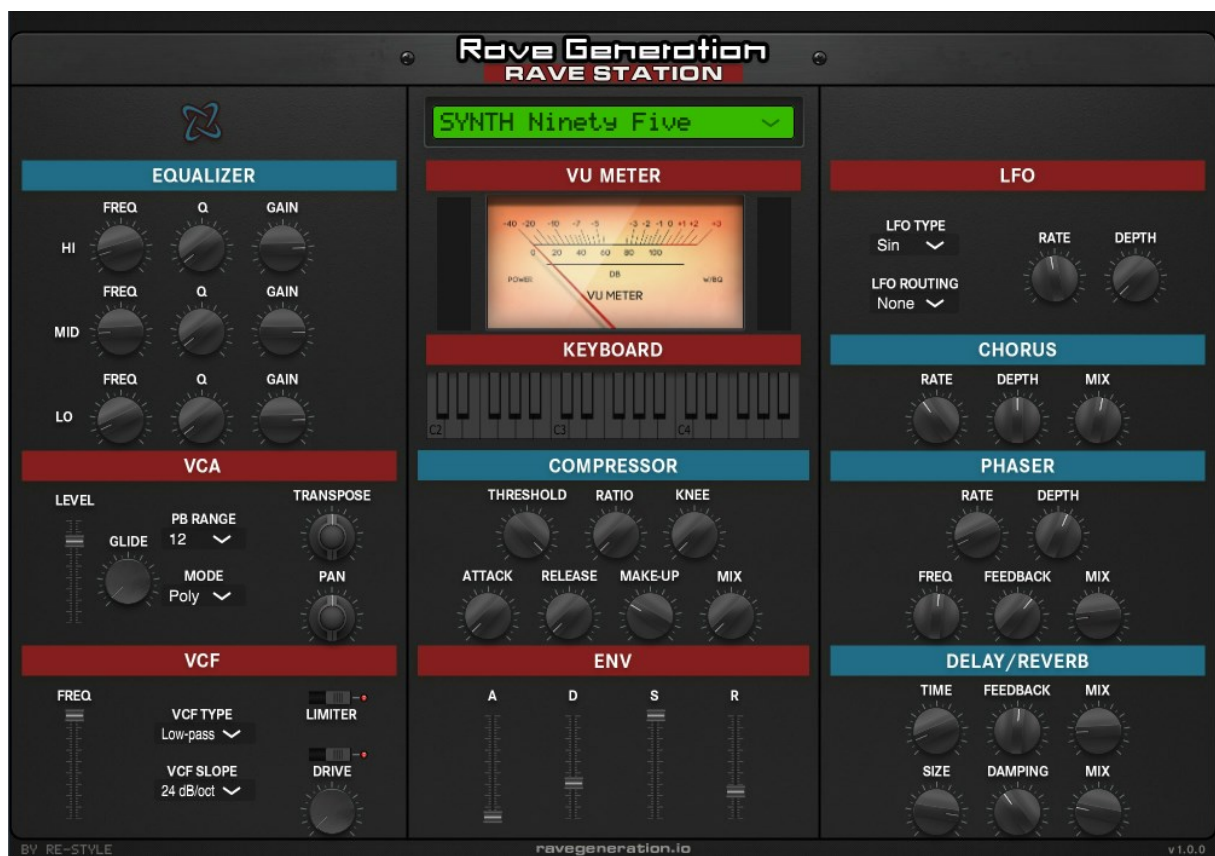 Rave Generation
RAVE STATION
SYNTH Ninety Five
EQUALIZER
FREQ Q GAIN
HI
FREQ Q GAIN
MID
FREQ Q GAIN
LO
VCA
LEVEL
GLIDE
PB RANGE
12
MODE
Poly
TRANSPOSE
PAN
VCF
FREQ
VCF TYPE
Low-pass
VCF SLOPE
24 dB/oct
LIMITER
DRIVE
VU METER
-40 -20 -10 -7 -5 -3 -2 -1 0 +1 +2 +3
0 20 40 60 80 100
POWER DB
VU METER
KEYBOARD
C2 C3 C4
COMPRESSOR
THRESHOLD RATIO KNEE
ATTACK RELEASE MAKE-UP MIX
ENV
A D S R
LFO
LFO TYPE
Sin
LFO ROUTING
None
RATE DEPTH
CHORUS
RATE DEPTH MIX
PHASER
RATE DEPTH
FREQ FEEDBACK MIX
DELAY/REVERB
TIME FEEDBACK MIX
SIZE DAMPING MIX
BY RE-STYLE
ravegeneration.io
v 1.0.0